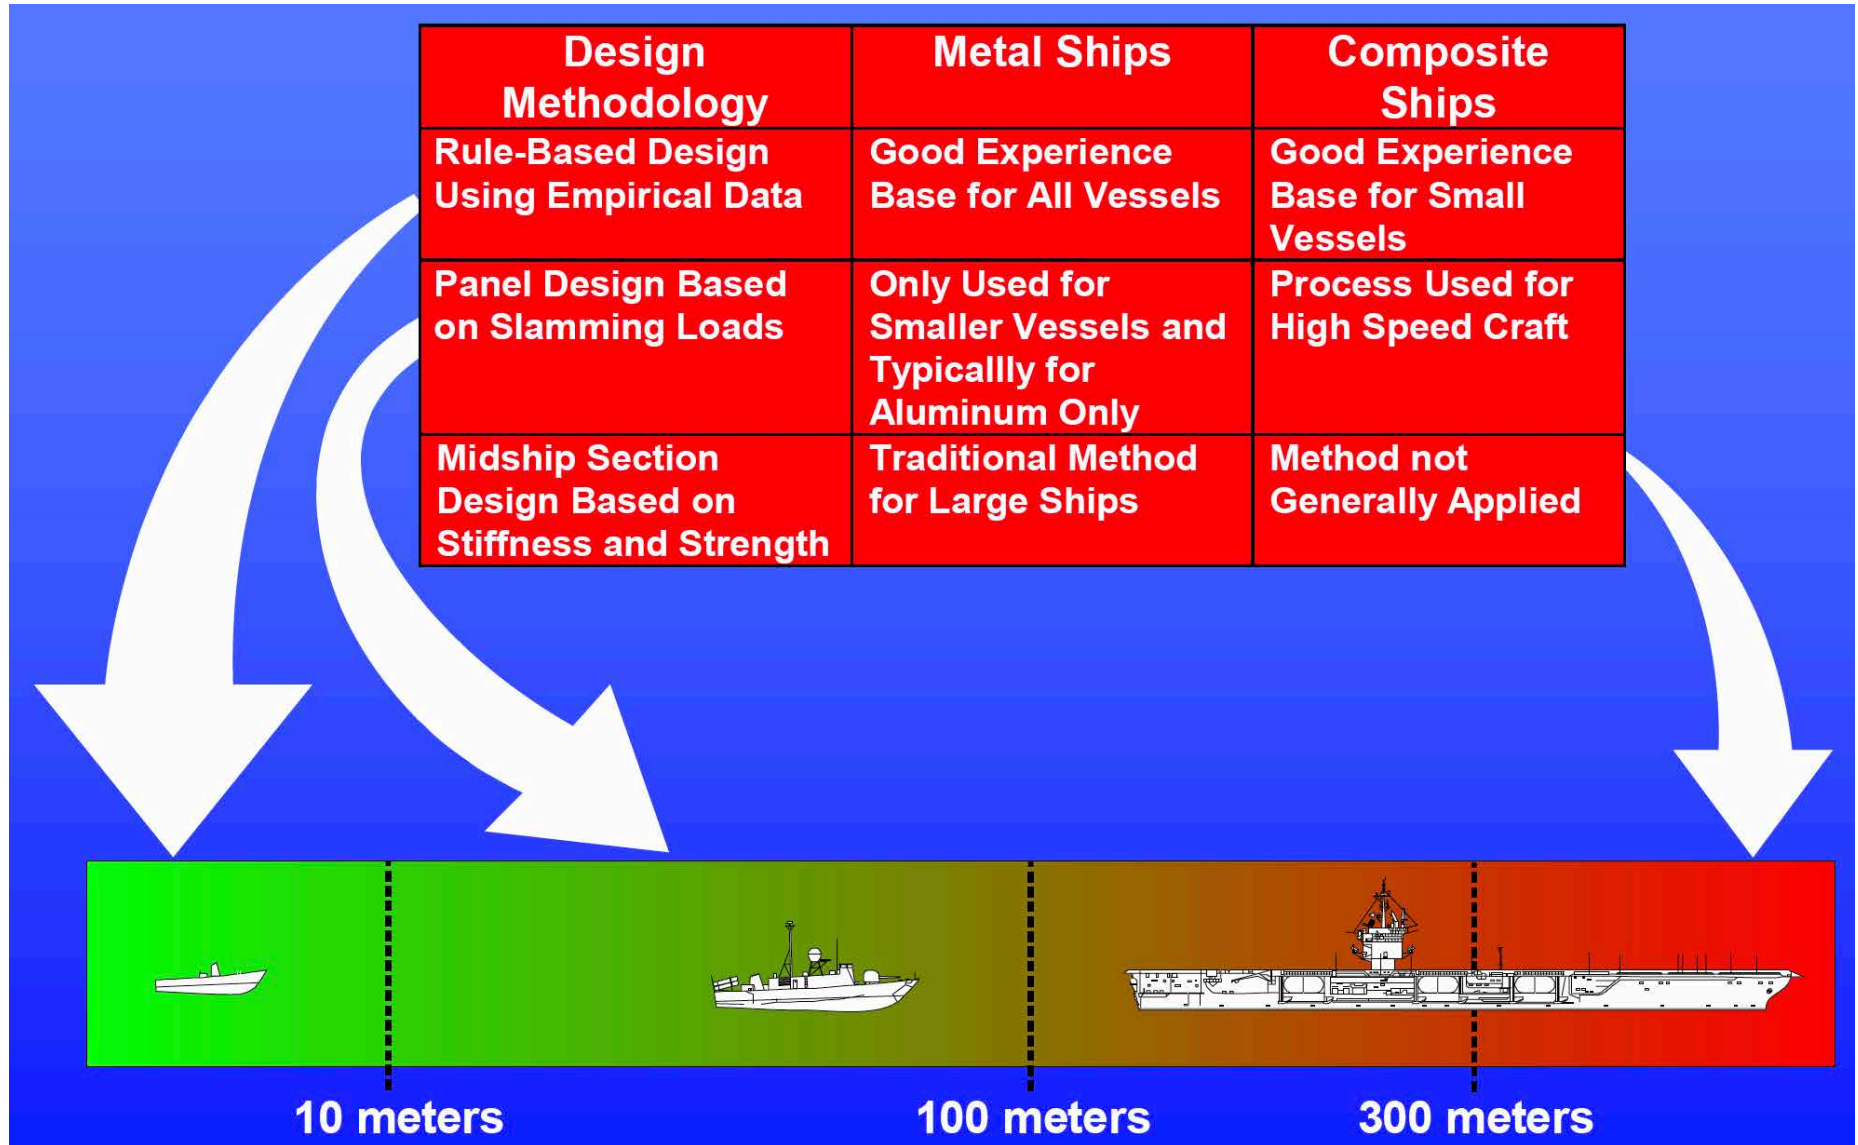 Design
Methodology
Metal Ships
Composite
Ships
Rule-Based Design
Using Empirical Data
Good Experience
Base for All Vessels
Good Experience
Base for Small
Vessels
Panel Design Based
on Slamming Loads
Only Used for
Smaller Vessels and
Typicallly for
Aluminum Only
Process Used for
High Speed Craft
Midship Section
Design Based on
Stiffness and Strength
Traditional Method
for Large Ships
Method not
Generally Applied
10 meters
100 meters
300 meters